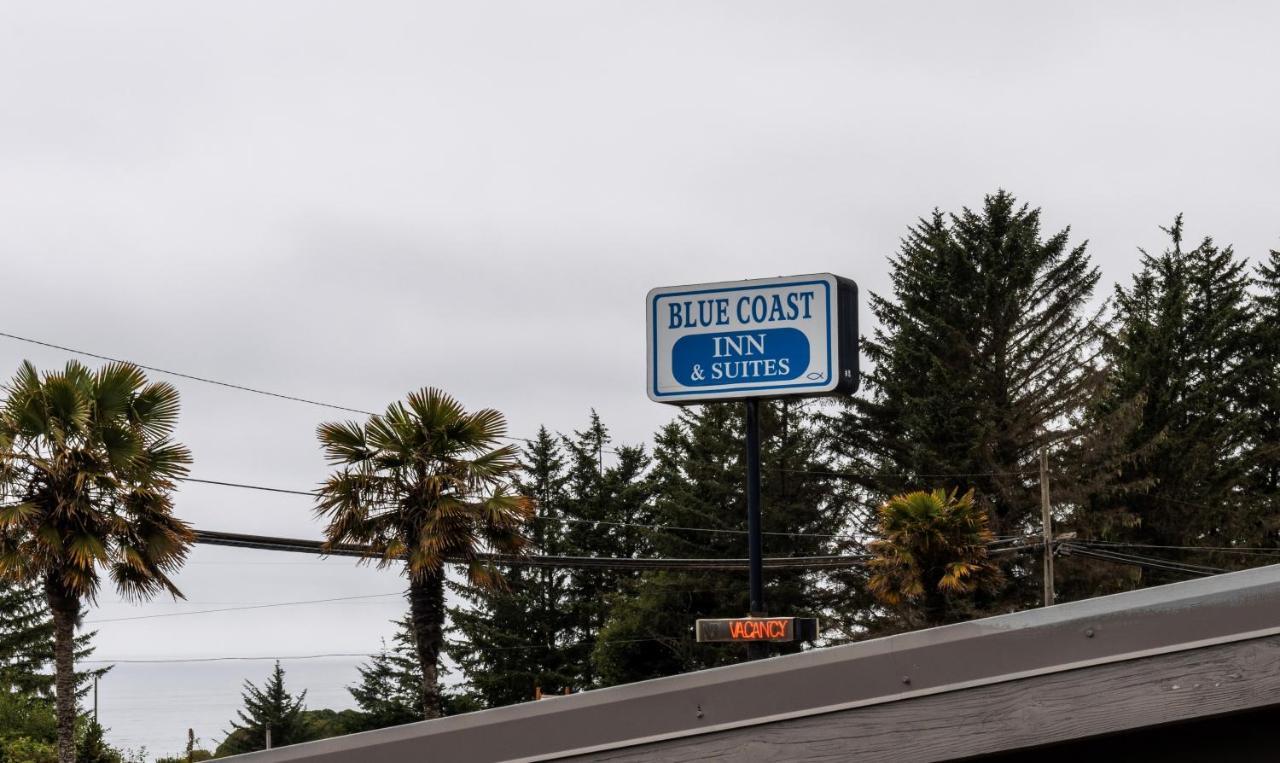 BLUE COAST
INN
& SUITES
VACANCY